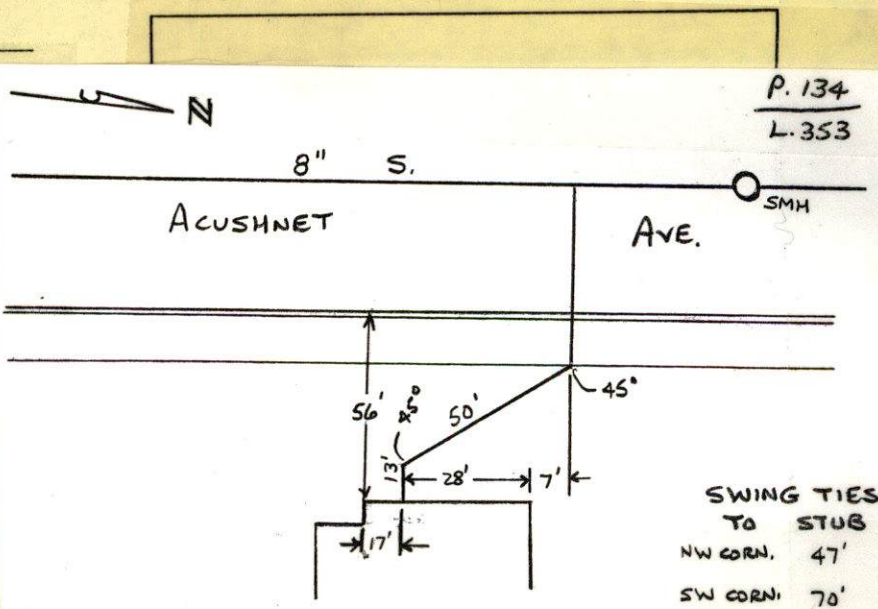 P. 134
L. 353
N
8" S.
SMH
ACUSHNET AVE.
56'
45°
50'
45°
13'
28'
7'
17'
SWING TIES
TO STUB
NW CORN. 47'
SW CORN. 70'